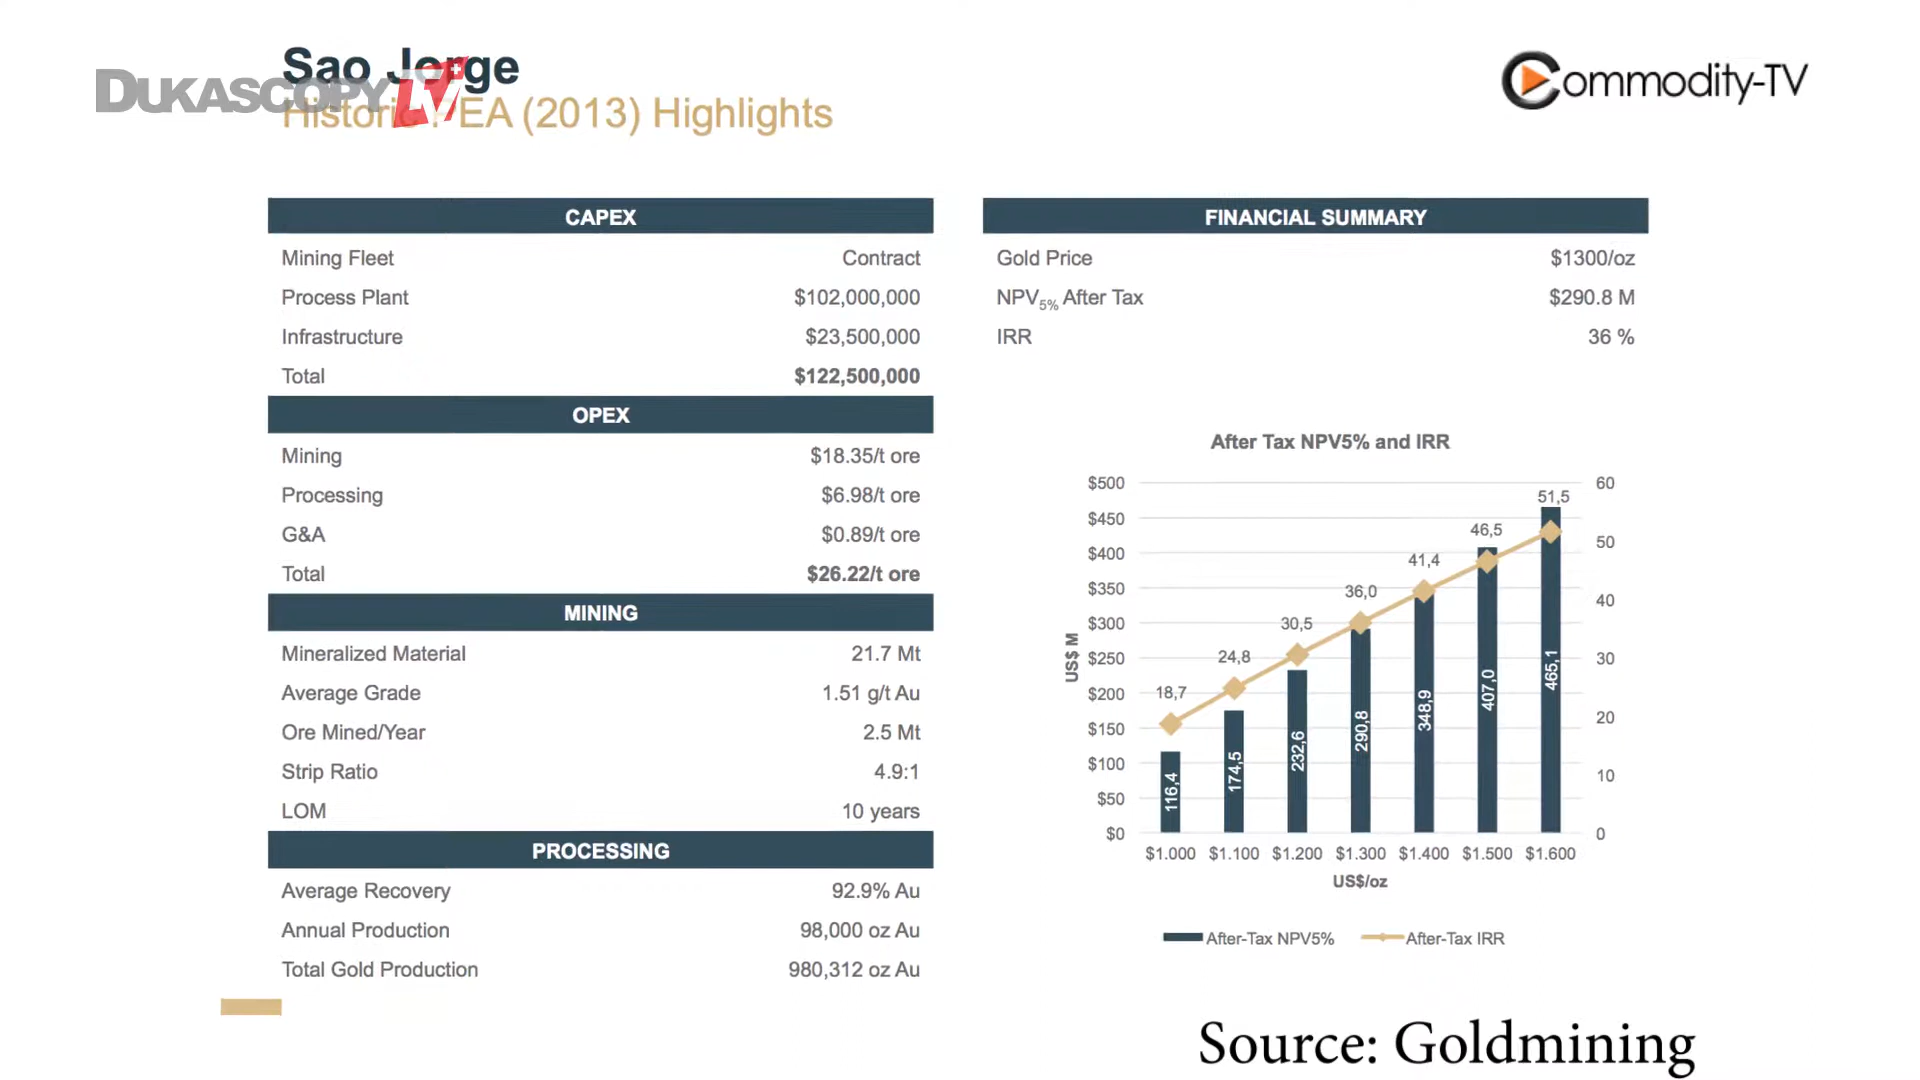 Sao Jorge
DUKASCOPY TV
Historic PEA (2013) Highlights
Commodity-TV
CAPEX
Mining Fleet Contract
Process Plant $102,000,000
Infrastructure $23,500,000
Total $122,500,000
OPEX
Mining $18.35/t ore
Processing $6.98/t ore
G&A $0.89/t ore
Total $26.22/t ore
MINING
Mineralized Material 21.7 Mt
Average Grade 1.51 g/t Au
Ore Mined/Year 2.5 Mt
Strip Ratio 4.9:1
LOM 10 years
PROCESSING
Average Recovery 92.9% Au
Annual Production 98,000 oz Au
Total Gold Production 980,312 oz Au
FINANCIAL SUMMARY
Gold Price $1300/oz
NPV5% After Tax $290.8 M
IRR 36 %
After Tax NPV5% and IRR
US$ M
$500
$450
$400
$350
$300
$250
$200
$150
$100
$50
$0
60
50
40
30
20
10
0
18,7
24,8
30,5
36,0
41,4
46,5
51,5
116,4
174,5
232,6
290,8
348,9
407,0
465,1
$1.000 $1.100 $1.200 $1.300 $1.400 $1.500 $1.600
US$/oz
After-Tax NPV5% After-Tax IRR
Source: Goldmining